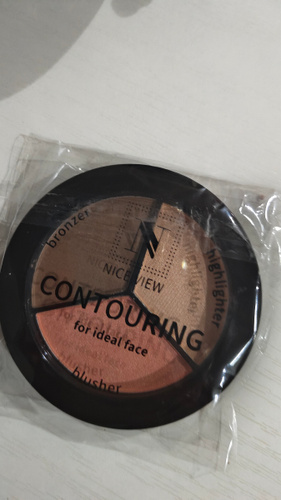 bronzer
highlighter
N
NICE VIEW
CONTOURING
for ideal face
blusher